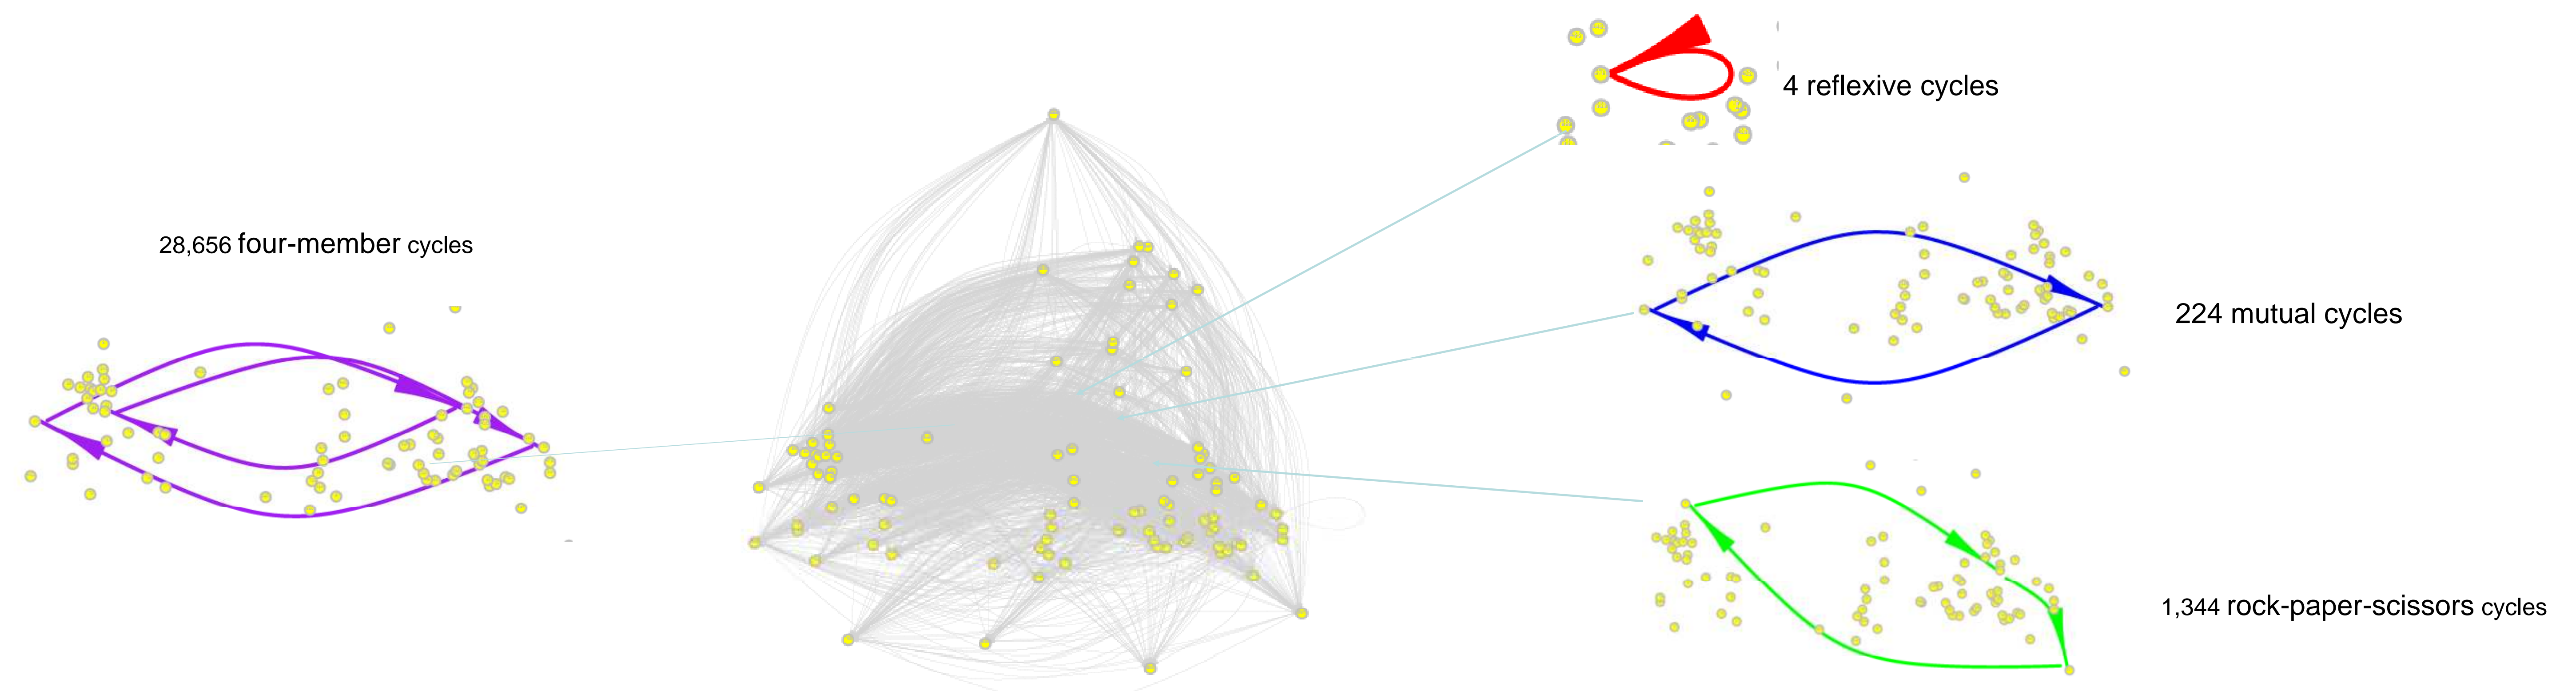 4 reflexive cycles
28,656 four-member cycles
224 mutual cycles
1,344 rock-paper-scissors cycles